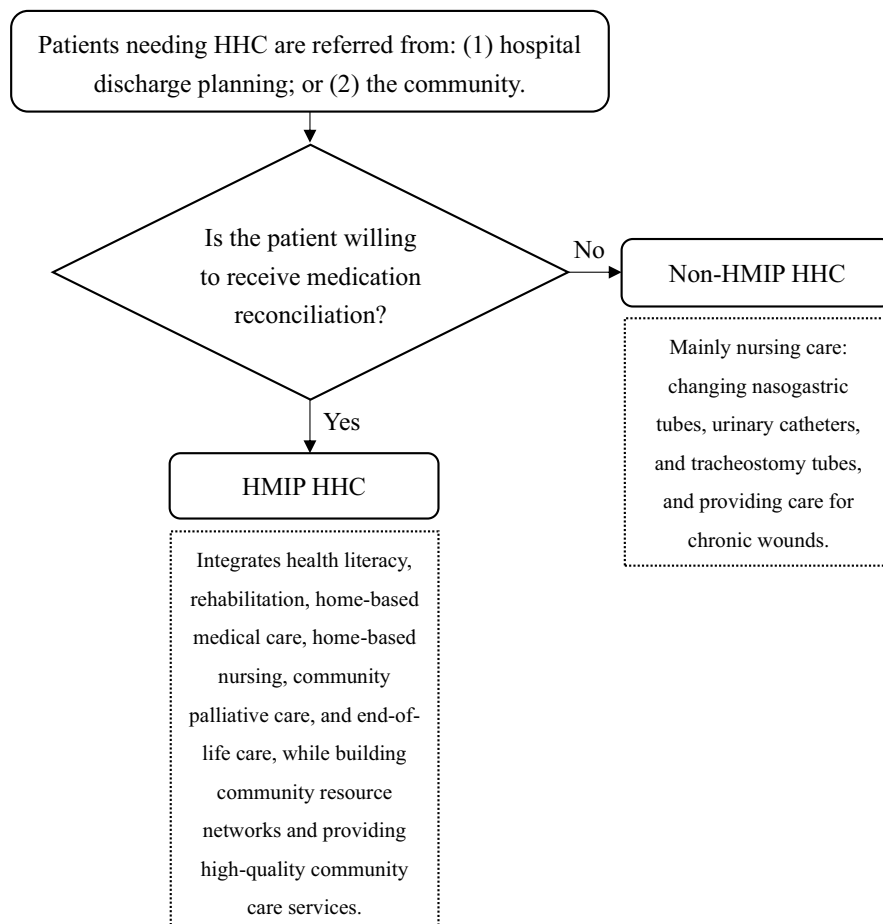 Patients needing HHC are referred from: (1) hospital
discharge planning; or (2) the community.
Is the patient willing
to receive medication
reconciliation?
No
Non-HMIP HHC
Mainly nursing care:
changing nasogastric
tubes, urinary catheters,
and tracheostomy tubes,
and providing care for
chronic wounds.
Yes
HMIP HHC
Integrates health literacy,
rehabilitation, home-based
medical care, home-based
nursing, community
palliative care, and end-of-
life care, while building
community resource
networks and providing
high-quality community
care services.